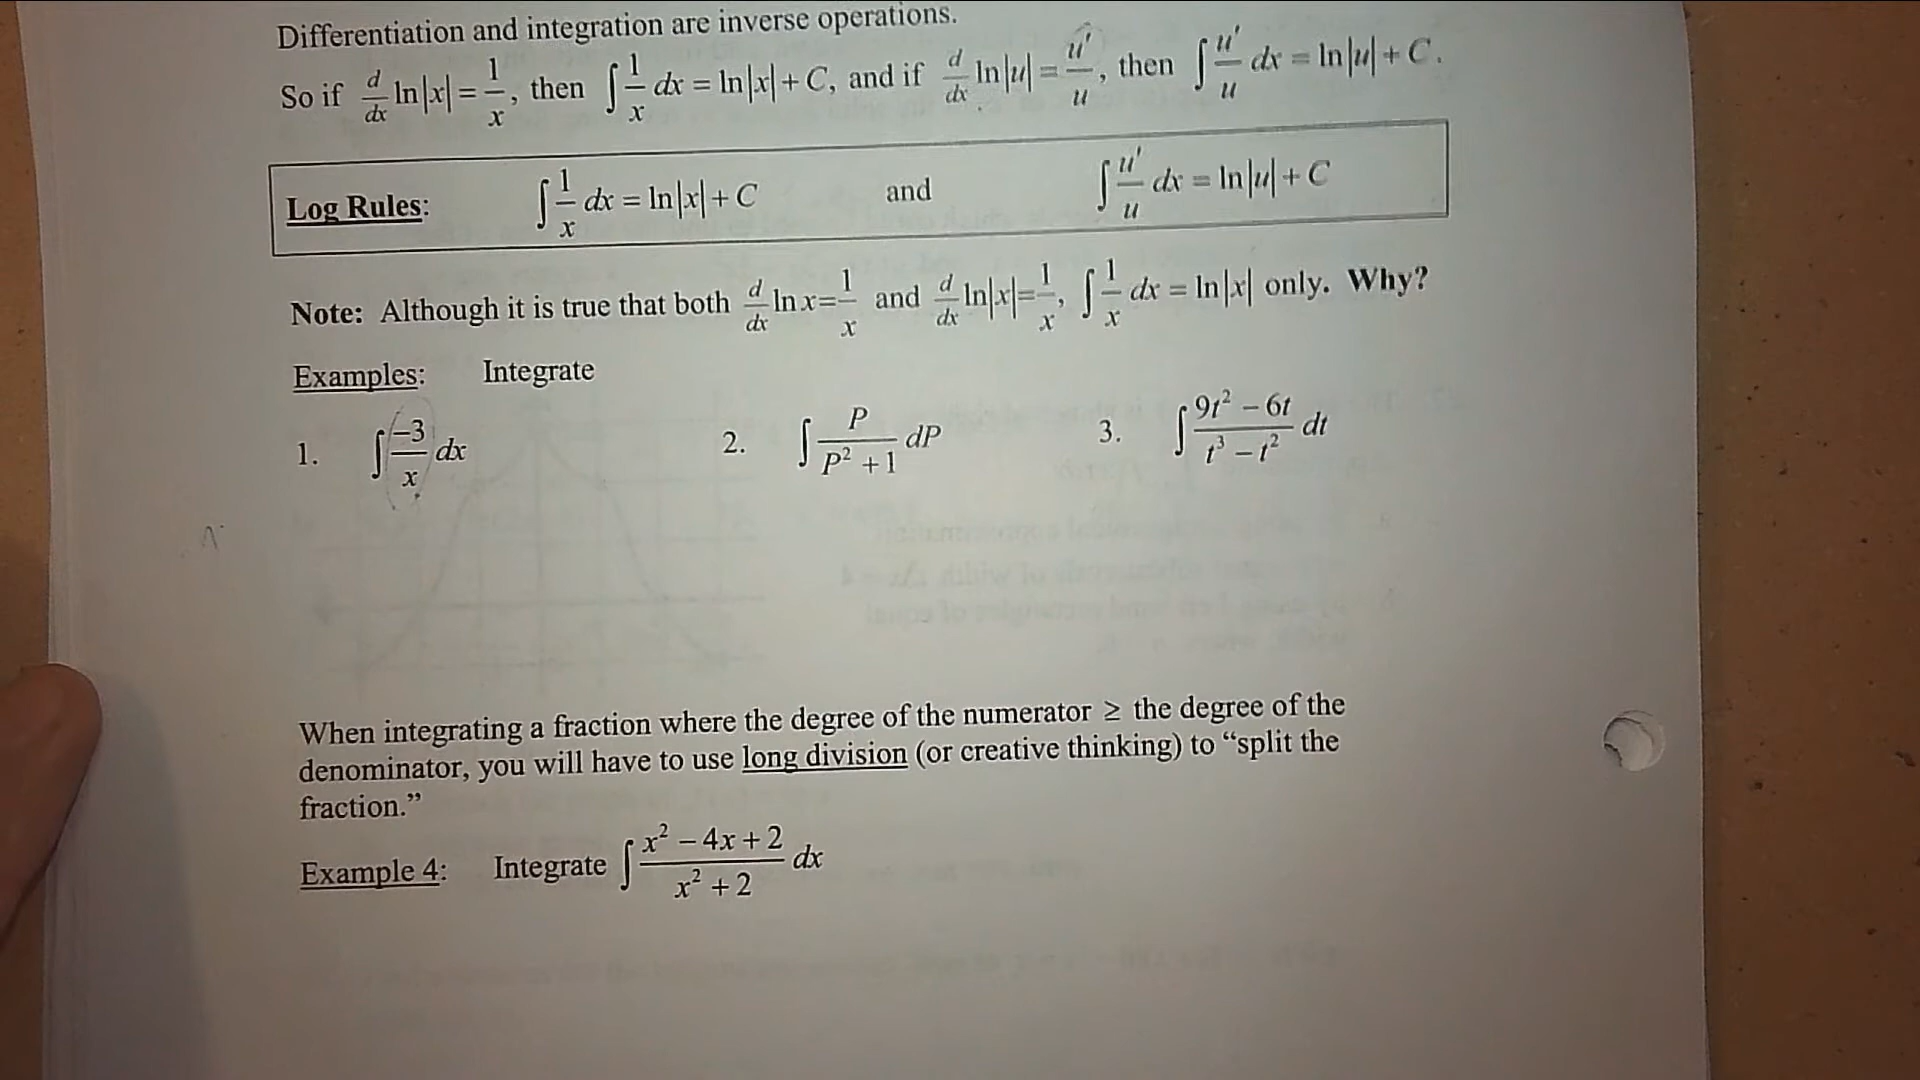 Differentiation and integration are inverse operations.
So if d/dx ln|x| = 1/x, then ∫ 1/x dx = ln|x| + C, and if d/dx ln|u| = u'/u, then ∫ u'/u dx = ln|u| + C.
Log Rules: ∫ 1/x dx = ln|x| + C and ∫ u'/u dx = ln|u| + C
Note: Although it is true that both d/dx ln x = 1/x and d/dx ln|x| = 1/x, ∫ 1/x dx = ln|x| only. Why?
Examples: Integrate
1. ∫ -3/x dx 2. ∫ P/(P² + 1) dP 3. ∫ (9t² - 6t)/(t³ - t²) dt
When integrating a fraction where the degree of the numerator ≥ the degree of the
denominator, you will have to use long division (or creative thinking) to “split the
fraction.”
Example 4: Integrate ∫ (x² - 4x + 2)/(x² + 2) dx